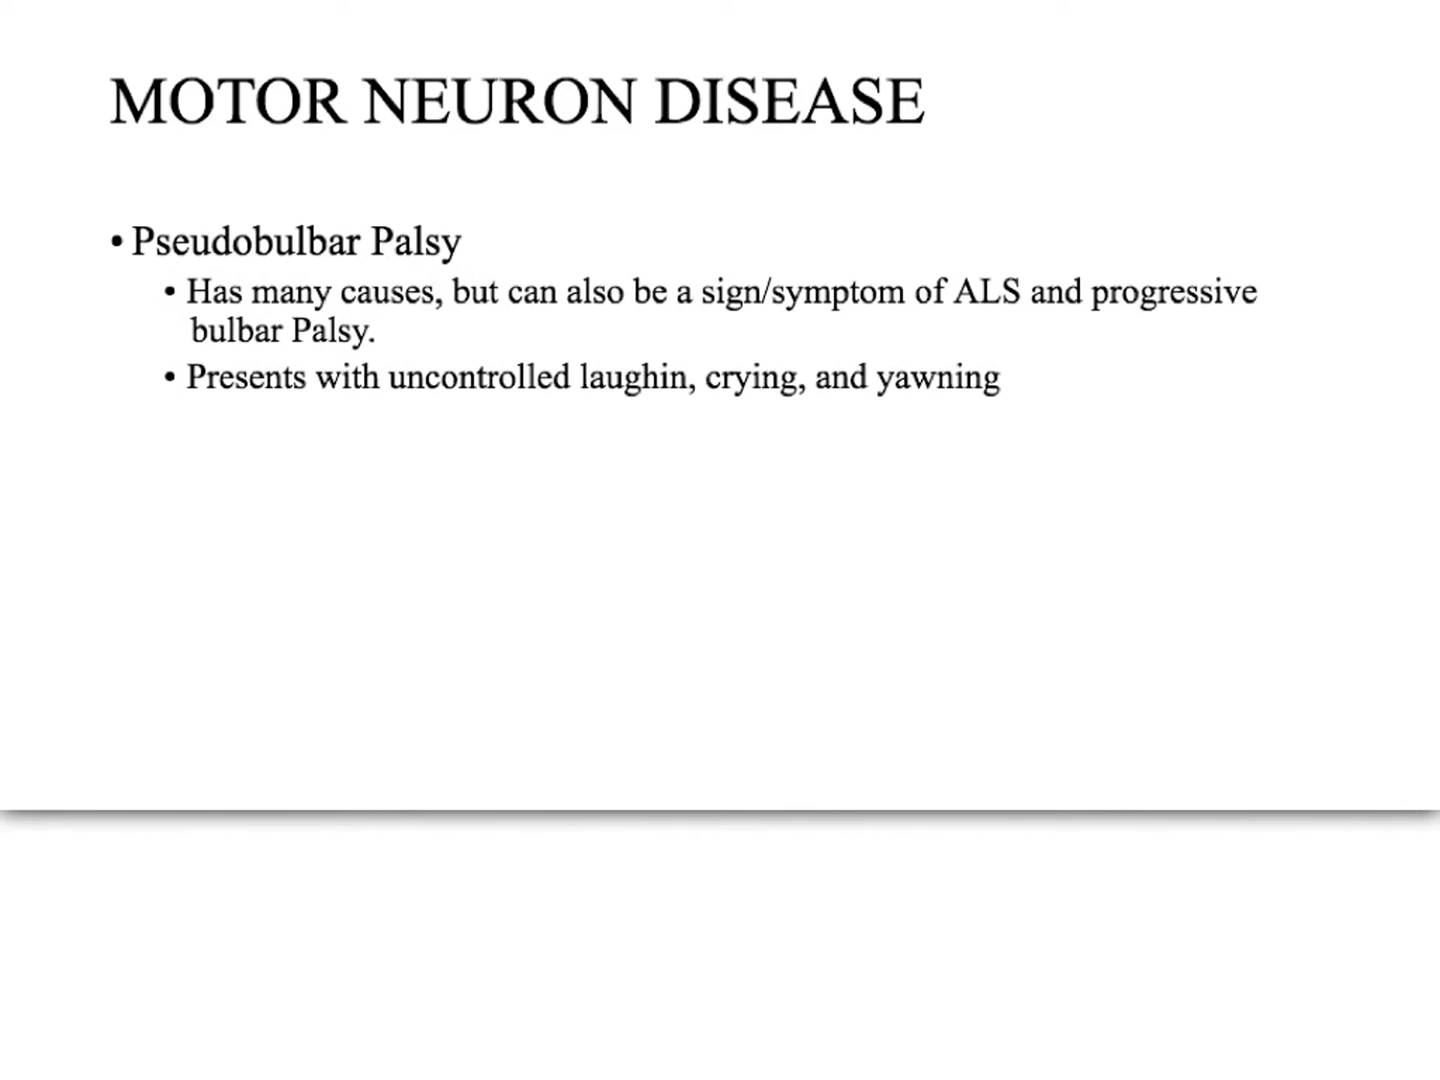 MOTOR NEURON DISEASE
• Pseudobulbar Palsy
• Has many causes, but can also be a sign/symptom of ALS and progressive
bulbar Palsy.
• Presents with uncontrolled laughin, crying, and yawning